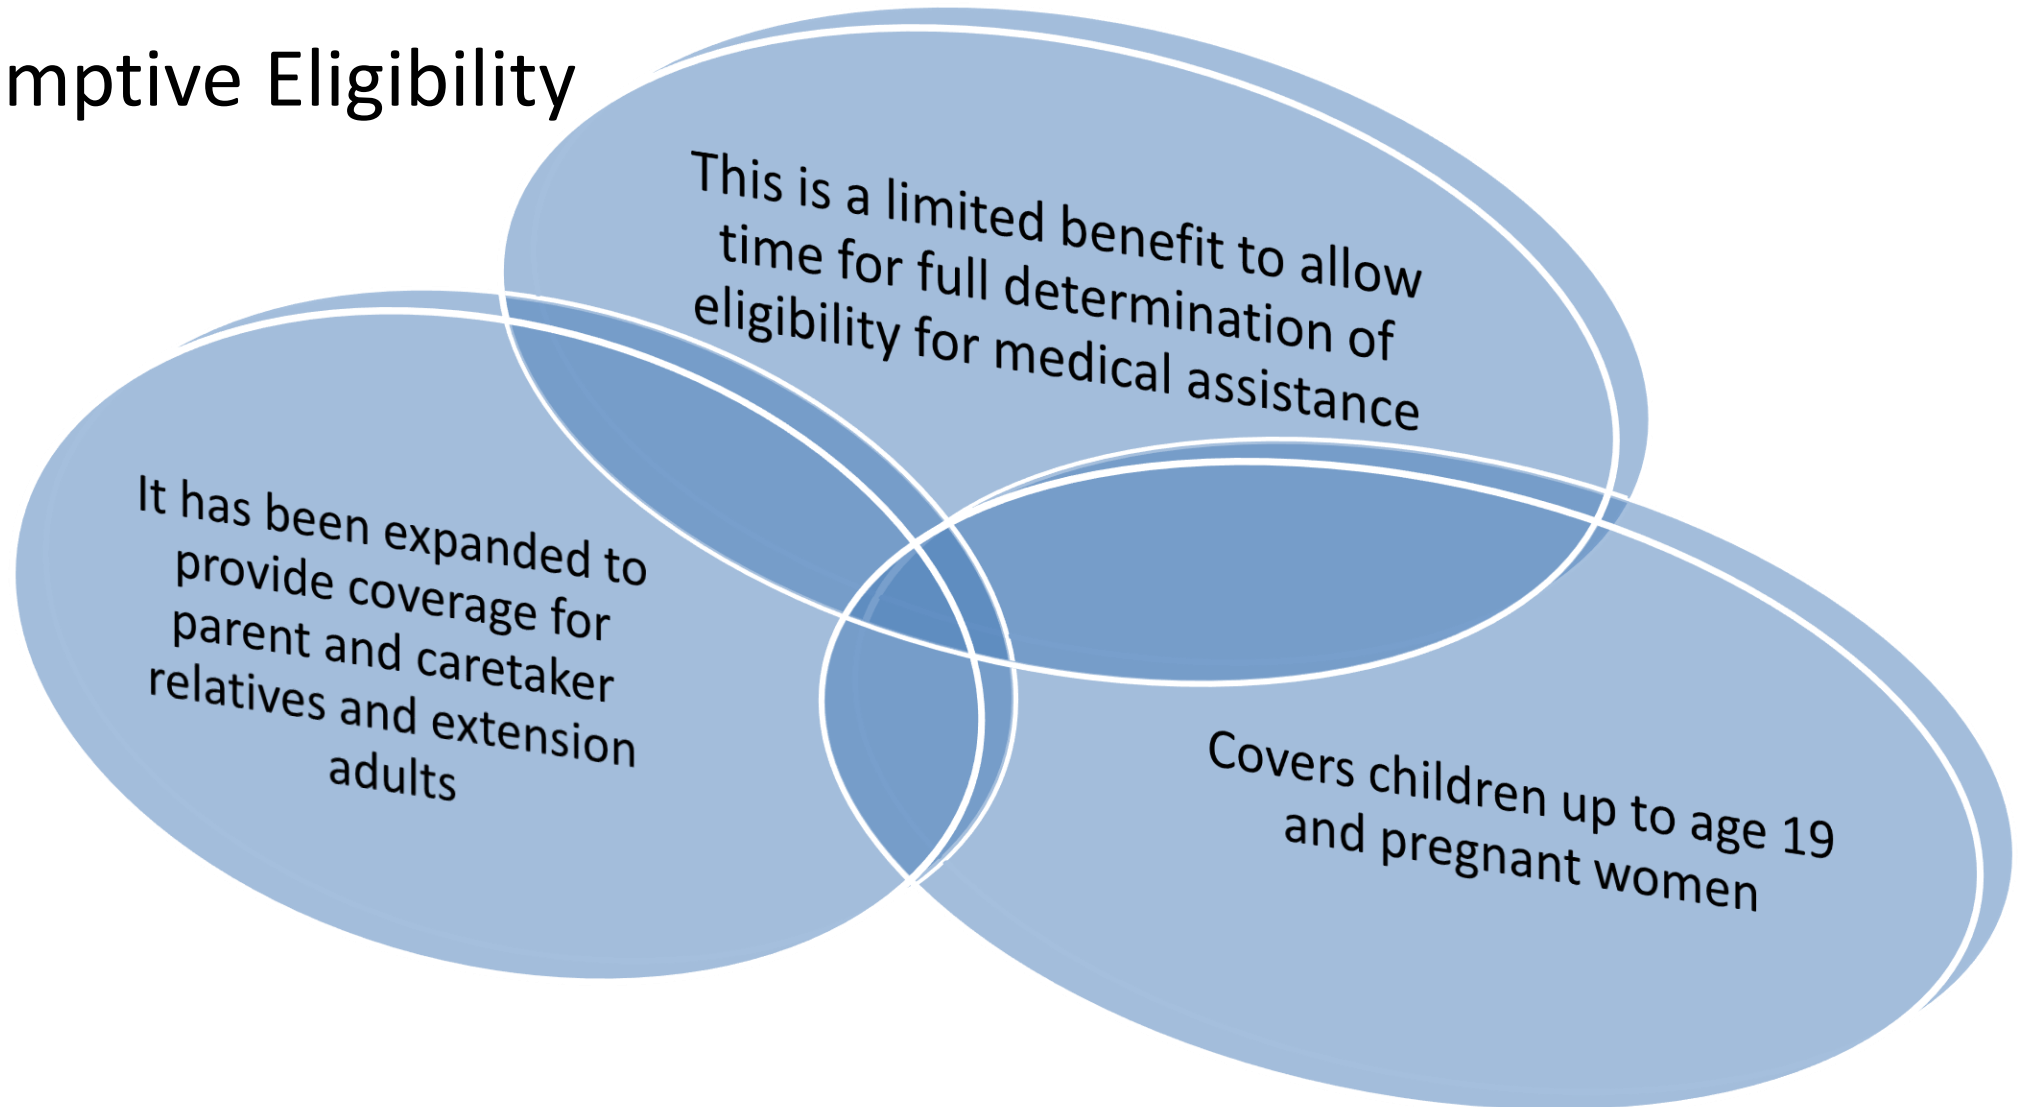 mptive Eligibility
This is a limited benefit to allow
time for full determination of
eligibility for medical assistance
It has been expanded to
provide coverage for
parent and caretaker
relatives and extension
adults
Covers children up to age 19
and pregnant women